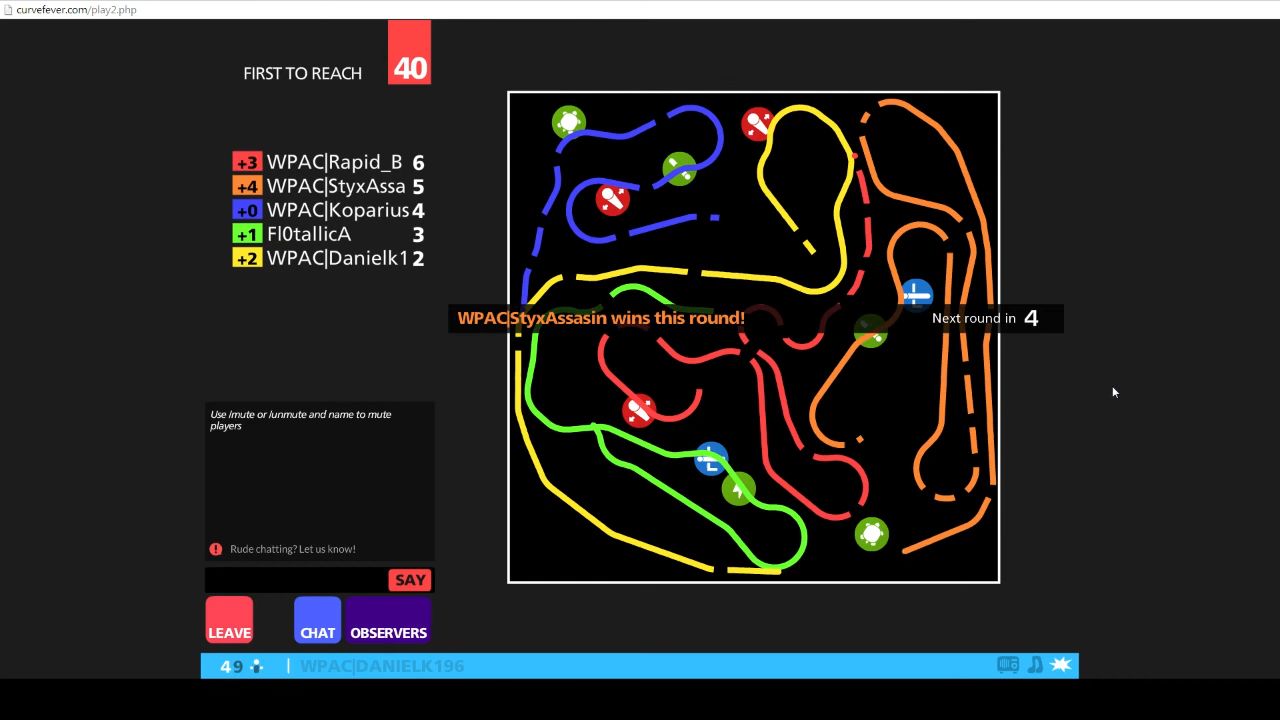 curvefever.com/play2.php
FIRST TO REACH 40
+3 WPAC|Rapid_B 6
+4 WPAC|StyxAssa 5
+0 WPAC|Koparius 4
+1 Fl0tallicA 3
+2 WPAC|Danielk1 2
WPAC|StyxAssasin wins this round!
Next round in 4
Use /mute or /unmute and name to mute
players
Rude chatting? Let us know!
SAY
LEAVE
CHAT
OBSERVERS
49
WPAC|DANIELK196